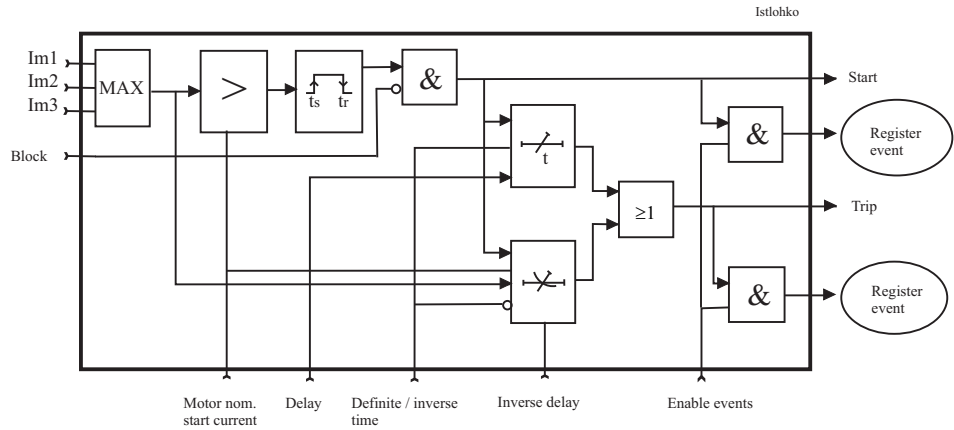 Istlohko
Im1
Im2
Im3
MAX
>
ts
tr
&
Start
Block
t
&
Register
event
≥1
Trip
&
Register
event
Motor nom.
start current
Delay
Definite / inverse
time
Inverse delay
Enable events